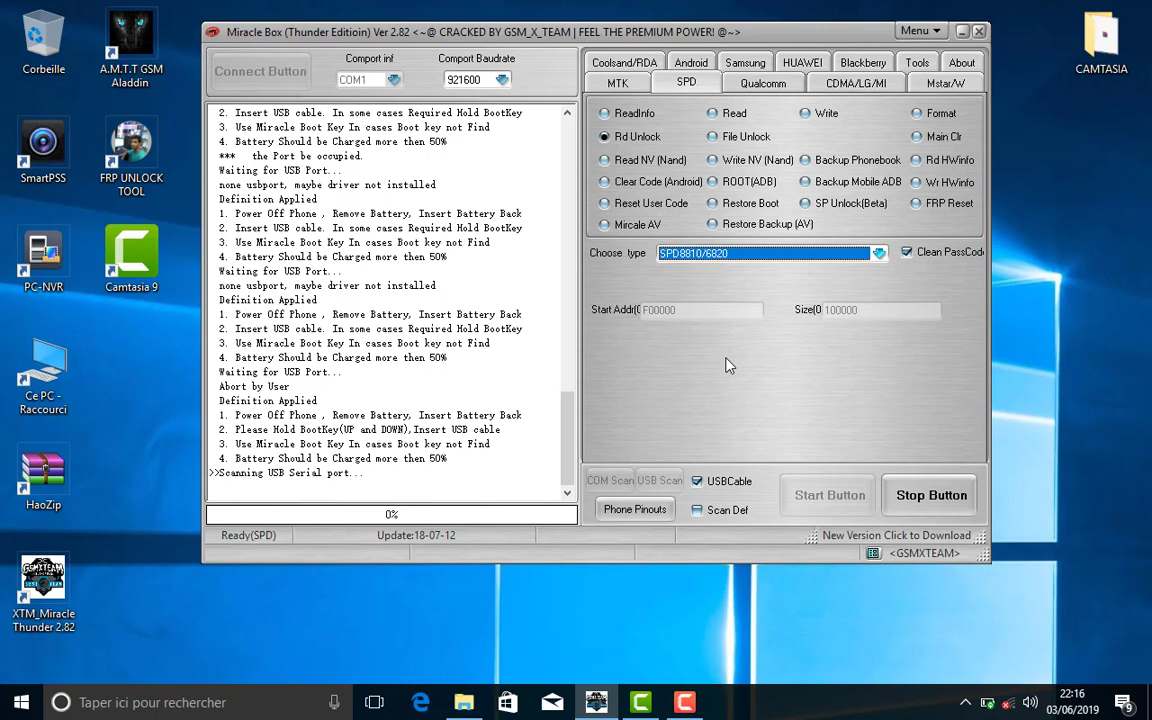 Corbeille
A.M.T.T GSM
Aladdin
SmartPSS
FRP UNLOCK
TOOL
PC-NVR
Camtasia 9
Ce PC -
Raccourci
HaoZip
GSMXTEAM
XTM_Miracle
Thunder 2.82
CAMTASIA
Miracle Box (Thunder Editioin) Ver 2.82 <~@ CRACKED BY GSM_X_TEAM | FEEL THE PREMIUM POWER! @~>
Menu
Connect Button
Comport inf
COM1
Comport Baudrate
921600
2. Insert USB cable. In some cases Required Hold BootKey
3. Use Miracle Boot Key In cases Boot key not Find
4. Battery Should be Charged more then 50%
*** the Port be occupied.
Waiting for USB Port...
none usbport, maybe driver not installed
Definition Applied
1. Power Off Phone , Remove Battery, Insert Battery Back
2. Insert USB cable. In some cases Required Hold BootKey
3. Use Miracle Boot Key In cases Boot key not Find
4. Battery Should be Charged more then 50%
Waiting for USB Port...
none usbport, maybe driver not installed
Definition Applied
1. Power Off Phone , Remove Battery, Insert Battery Back
2. Insert USB cable. In some cases Required Hold BootKey
3. Use Miracle Boot Key In cases Boot key not Find
4. Battery Should be Charged more then 50%
Waiting for USB Port...
Abort by User
Definition Applied
1. Power Off Phone , Remove Battery, Insert Battery Back
2. Please Hold BootKey(UP and DOWN),Insert USB cable
3. Use Miracle Boot Key In cases Boot key not Find
4. Battery Should be Charged more then 50%
>>Scanning USB Serial port...
0%
Coolsand/RDA Android Samsung HUAWEI Blackberry Tools About
MTK SPD Qualcomm CDMA/LG/MI Mstar/W
ReadInfo Read Write Format
Rd Unlock File Unlock Main Clr
Read NV (Nand) Write NV (Nand) Backup Phonebook Rd HWinfo
Clear Code (Android) ROOT(ADB) Backup Mobile ADB Wr HWinfo
Reset User Code Restore Boot SP Unlock(Beta) FRP Reset
Mircale AV Restore Backup (AV)
Choose type SPD8810/6820 Clean PassCod
Start Addr(0 F00000 Size(0 100000
COM Scan USB Scan USBCable
Phone Pinouts Scan Def
Start Button Stop Button
Ready(SPD) Update:18-07-12 New Version Click to Download
<GSMXTEAM>
Taper ici pour rechercher
22:16
03/06/2019
9